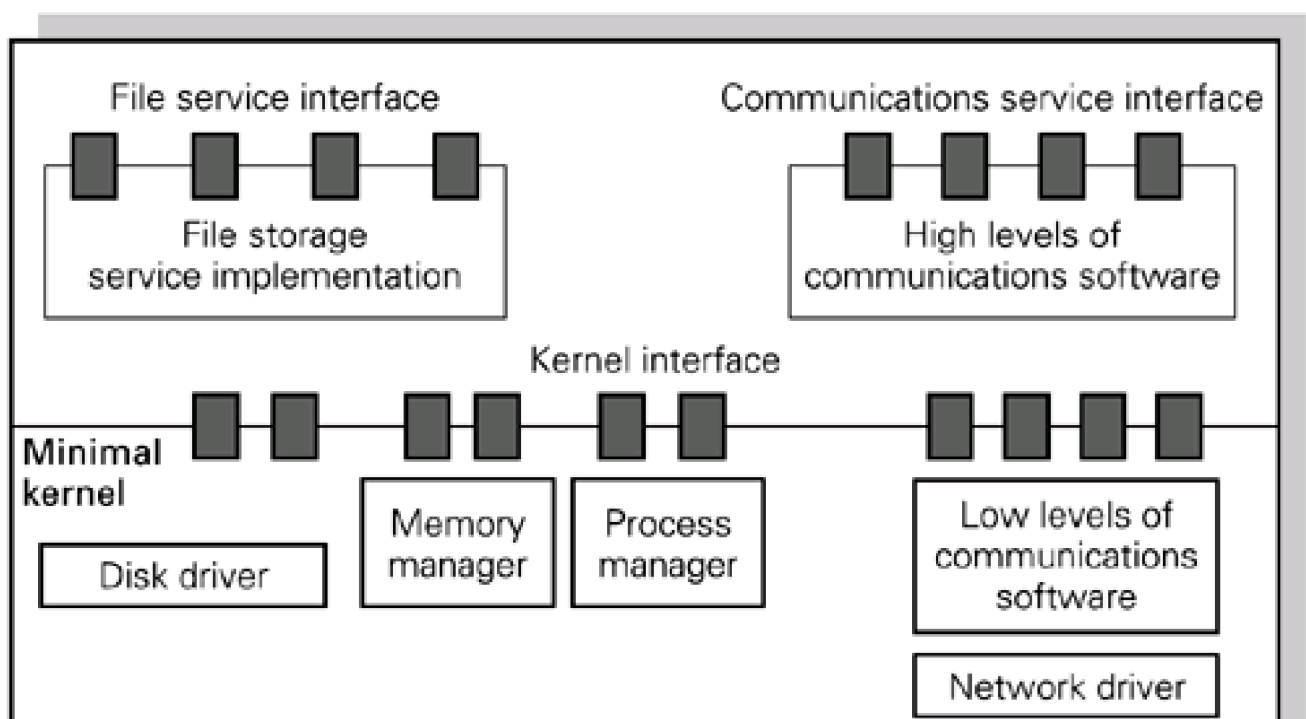 File service interface
Communications service interface
File storage
service implementation
High levels of
communications software
Kernel interface
Minimal
kernel
Disk driver
Memory
manager
Process
manager
Low levels of
communications
software
Network driver